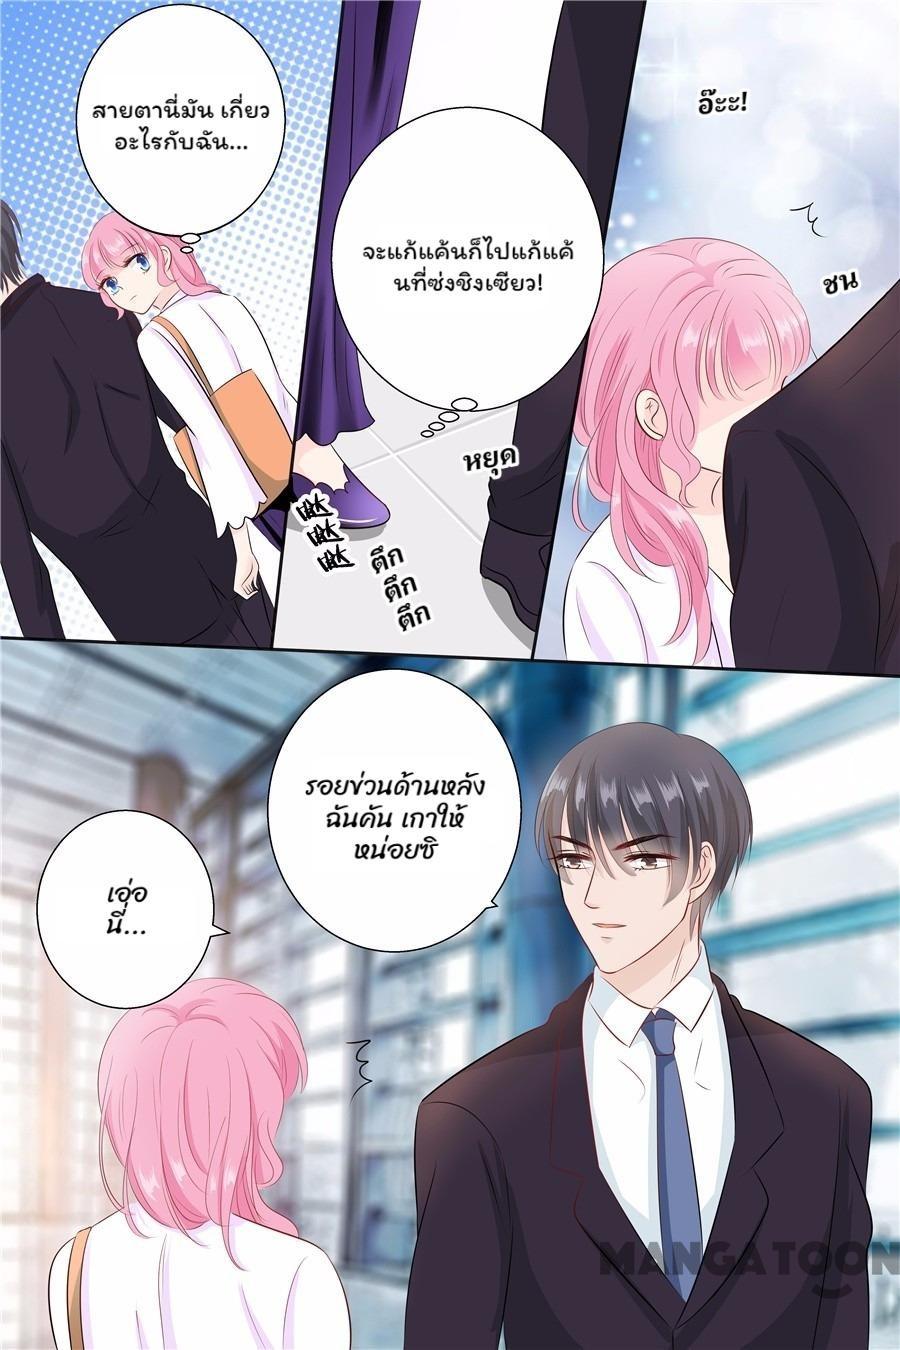 สายตานี่มัน เกี่ยว
อะไรกับฉัน...
จะแก้แค้นก็ไปแก้แค้
นที่ซ่งชิงเซียว!
อ๊ะะ!
ชน
หยุด
哒
哒
哒
ตึก
ตึก
ตึก
รอยข่วนด้านหลัง
ฉันคัน เกาให้
หน่อยซิ
เอ่อ
นี่...
MANGATOON